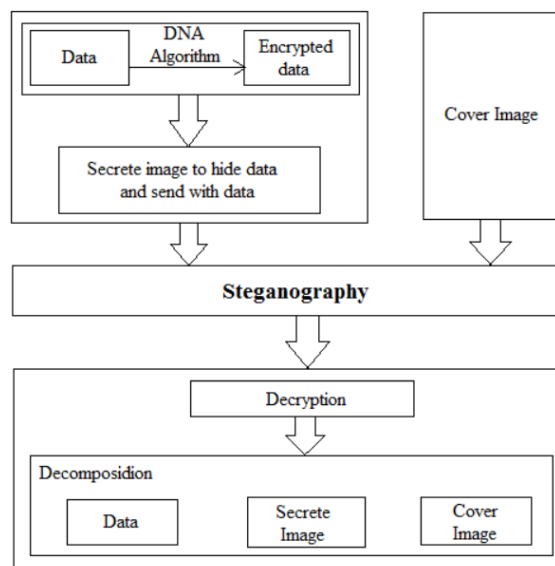 Data
DNA
Algorithm
Encrypted
data
Secrete image to hide data
and send with data
Cover Image
Steganography
Decryption
Decomposidion
Data
Secrete
Image
Cover
Image